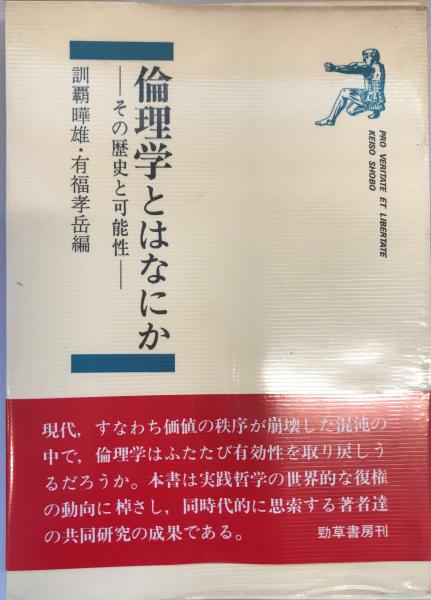 倫理学とはなにか
――その歴史と可能性――
訓覇曄雄・有福孝岳編
PRO VERITATE ET LIBERTATE
KEISO SHOBO
現代，すなわち価値の秩序が崩壊した混沌の
中で，倫理学はふたたび有効性を取り戻しう
るだろうか。本書は実践哲学の世界的な復権
の動向に棹さし，同時代的に思索する著者達
の共同研究の成果である。 勁草書房刊